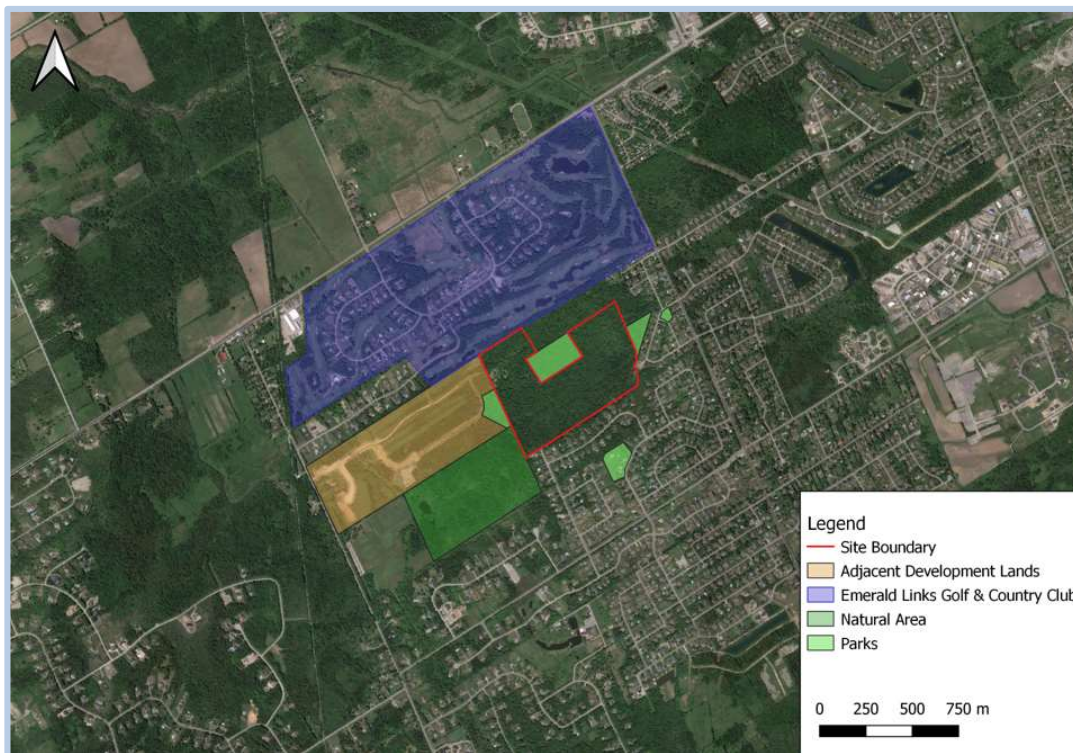 Legend
Site Boundary
Adjacent Development Lands
Emerald Links Golf & Country Club
Natural Area
Parks
0 250 500 750 m